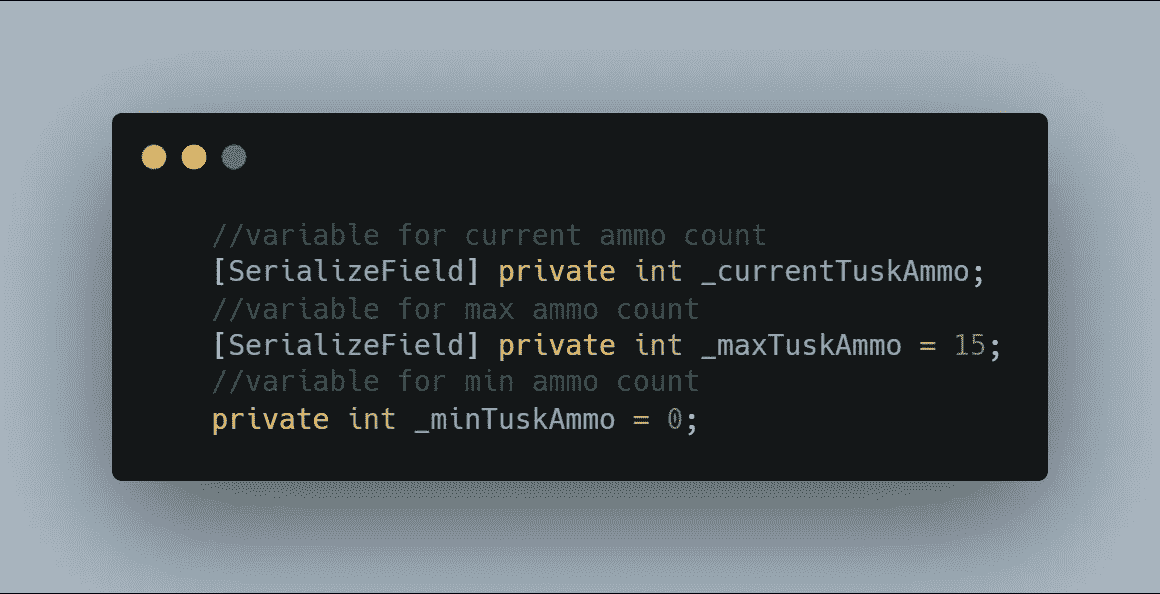 //variable for current ammo count
[SerializeField] private int _currentTuskAmmo;
//variable for max ammo count
[SerializeField] private int _maxTuskAmmo = 15;
//variable for min ammo count
private int _minTuskAmmo = 0;